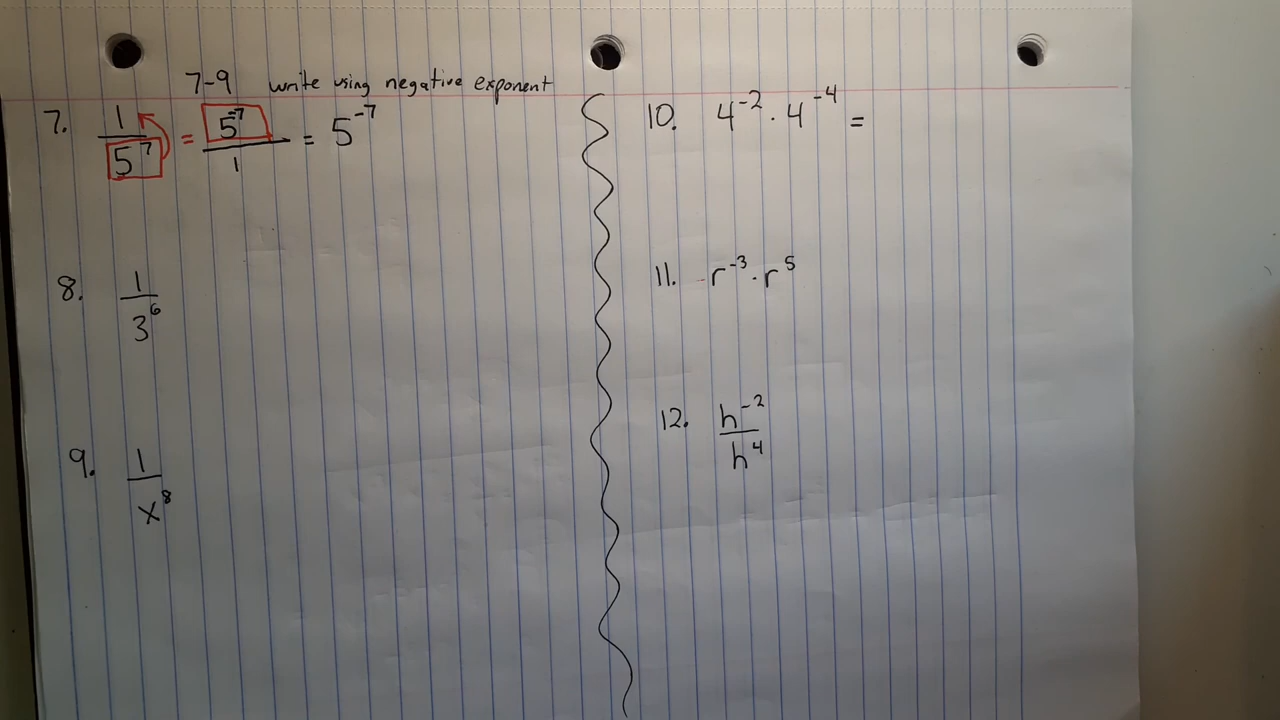 7-9 write using negative exponent
7. 1/5^7 = 5^-7/1 = 5^-7
8. 1/3^6
9. 1/x^8
10. 4^-2 · 4^-4 =
11. r^-3 · r^5
12. h^-2/h^4